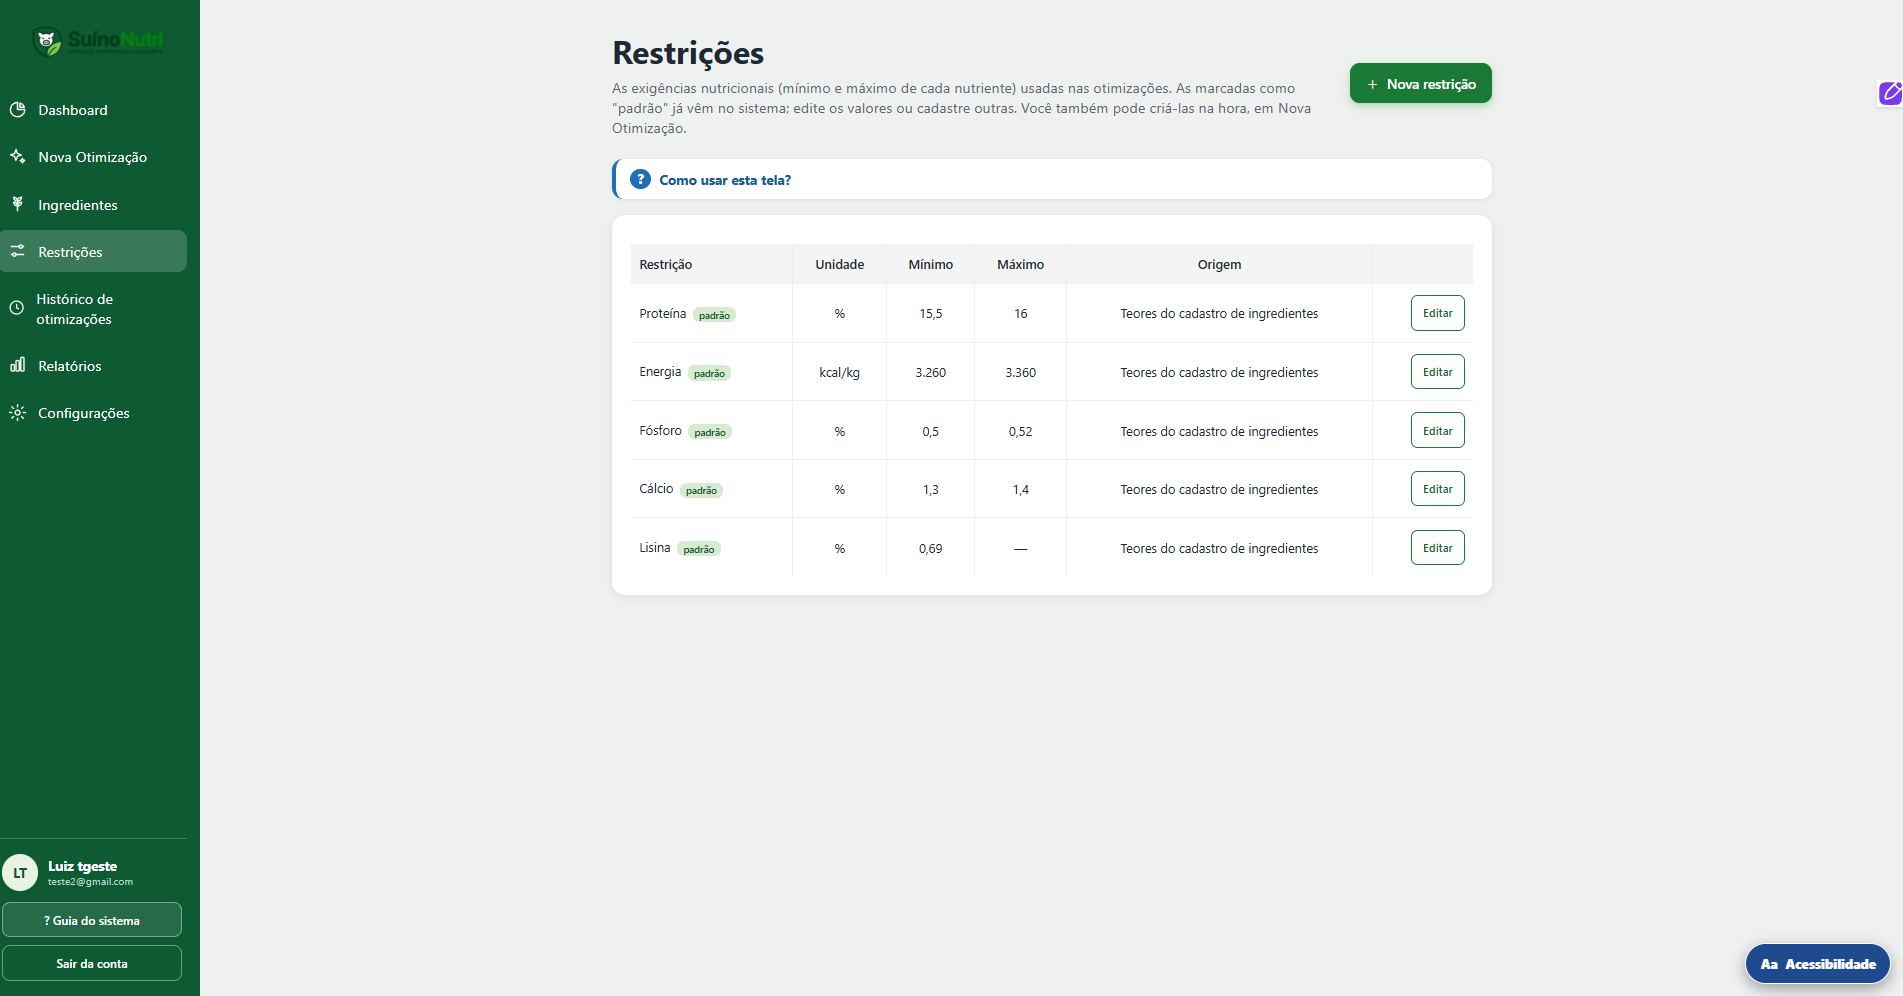 SuínoNutri
Dashboard
Nova Otimização
Ingredientes
Restrições
Histórico de
otimizações
Relatórios
Configurações
LT
Luiz tgeste
teste2@gmail.com
? Guia do sistema
Sair da conta
Restrições
As exigências nutricionais (mínimo e máximo de cada nutriente) usadas nas otimizações. As marcadas como
"padrão" já vêm no sistema; edite os valores ou cadastre outras. Você também pode criá-las na hora, em Nova
Otimização.
+ Nova restrição
? Como usar esta tela?
Restrição Unidade Mínimo Máximo Origem
Proteína padrão % 15,5 16 Teores do cadastro de ingredientes Editar
Energia padrão kcal/kg 3.260 3.360 Teores do cadastro de ingredientes Editar
Fósforo padrão % 0,5 0,52 Teores do cadastro de ingredientes Editar
Cálcio padrão % 1,3 1,4 Teores do cadastro de ingredientes Editar
Lisina padrão % 0,69 — Teores do cadastro de ingredientes Editar
Aa Acessibilidade